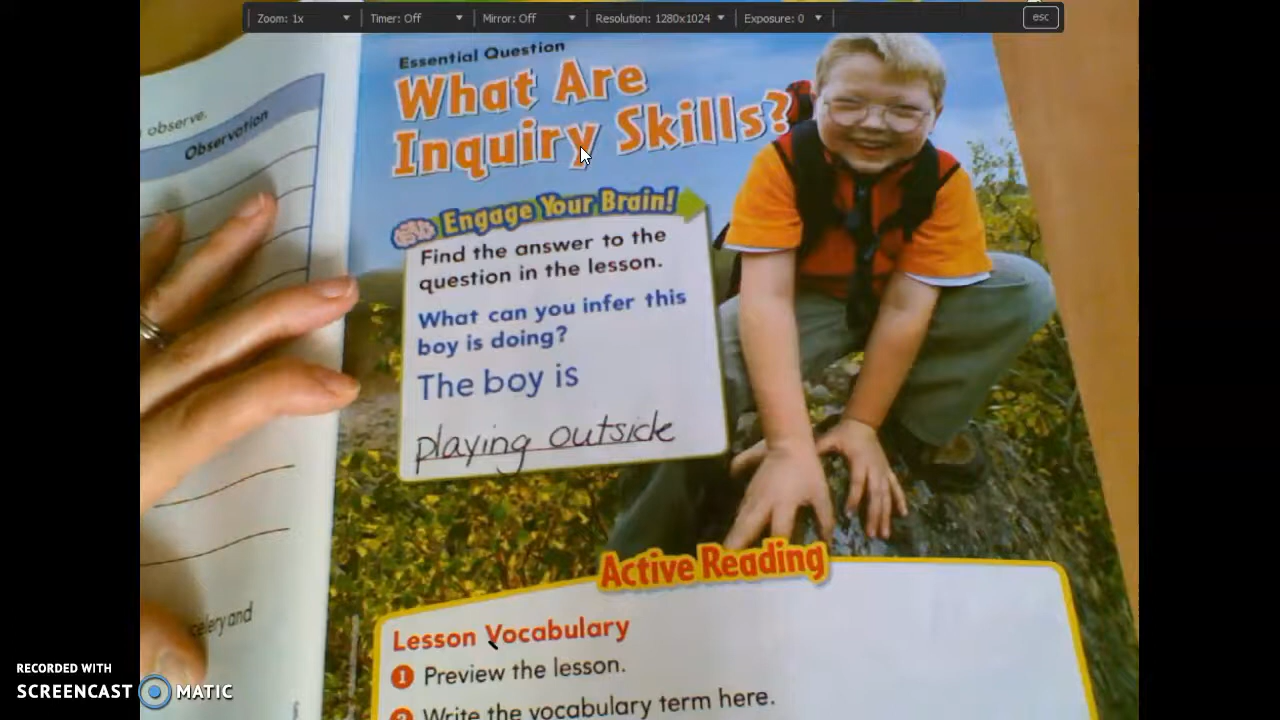 Zoom: 1x Timer: Off Mirror: Off Resolution: 1280x1024 Exposure: 0 esc
observe.
Observation
celery and
Essential Question
What Are
Inquiry Skills?
Engage Your Brain!
Find the answer to the
question in the lesson.
What can you infer this
boy is doing?
The boy is
playing outside
Active Reading
Lesson Vocabulary
1 Preview the lesson.
2 Write the vocabulary term here.
RECORDED WITH
SCREENCAST MATIC